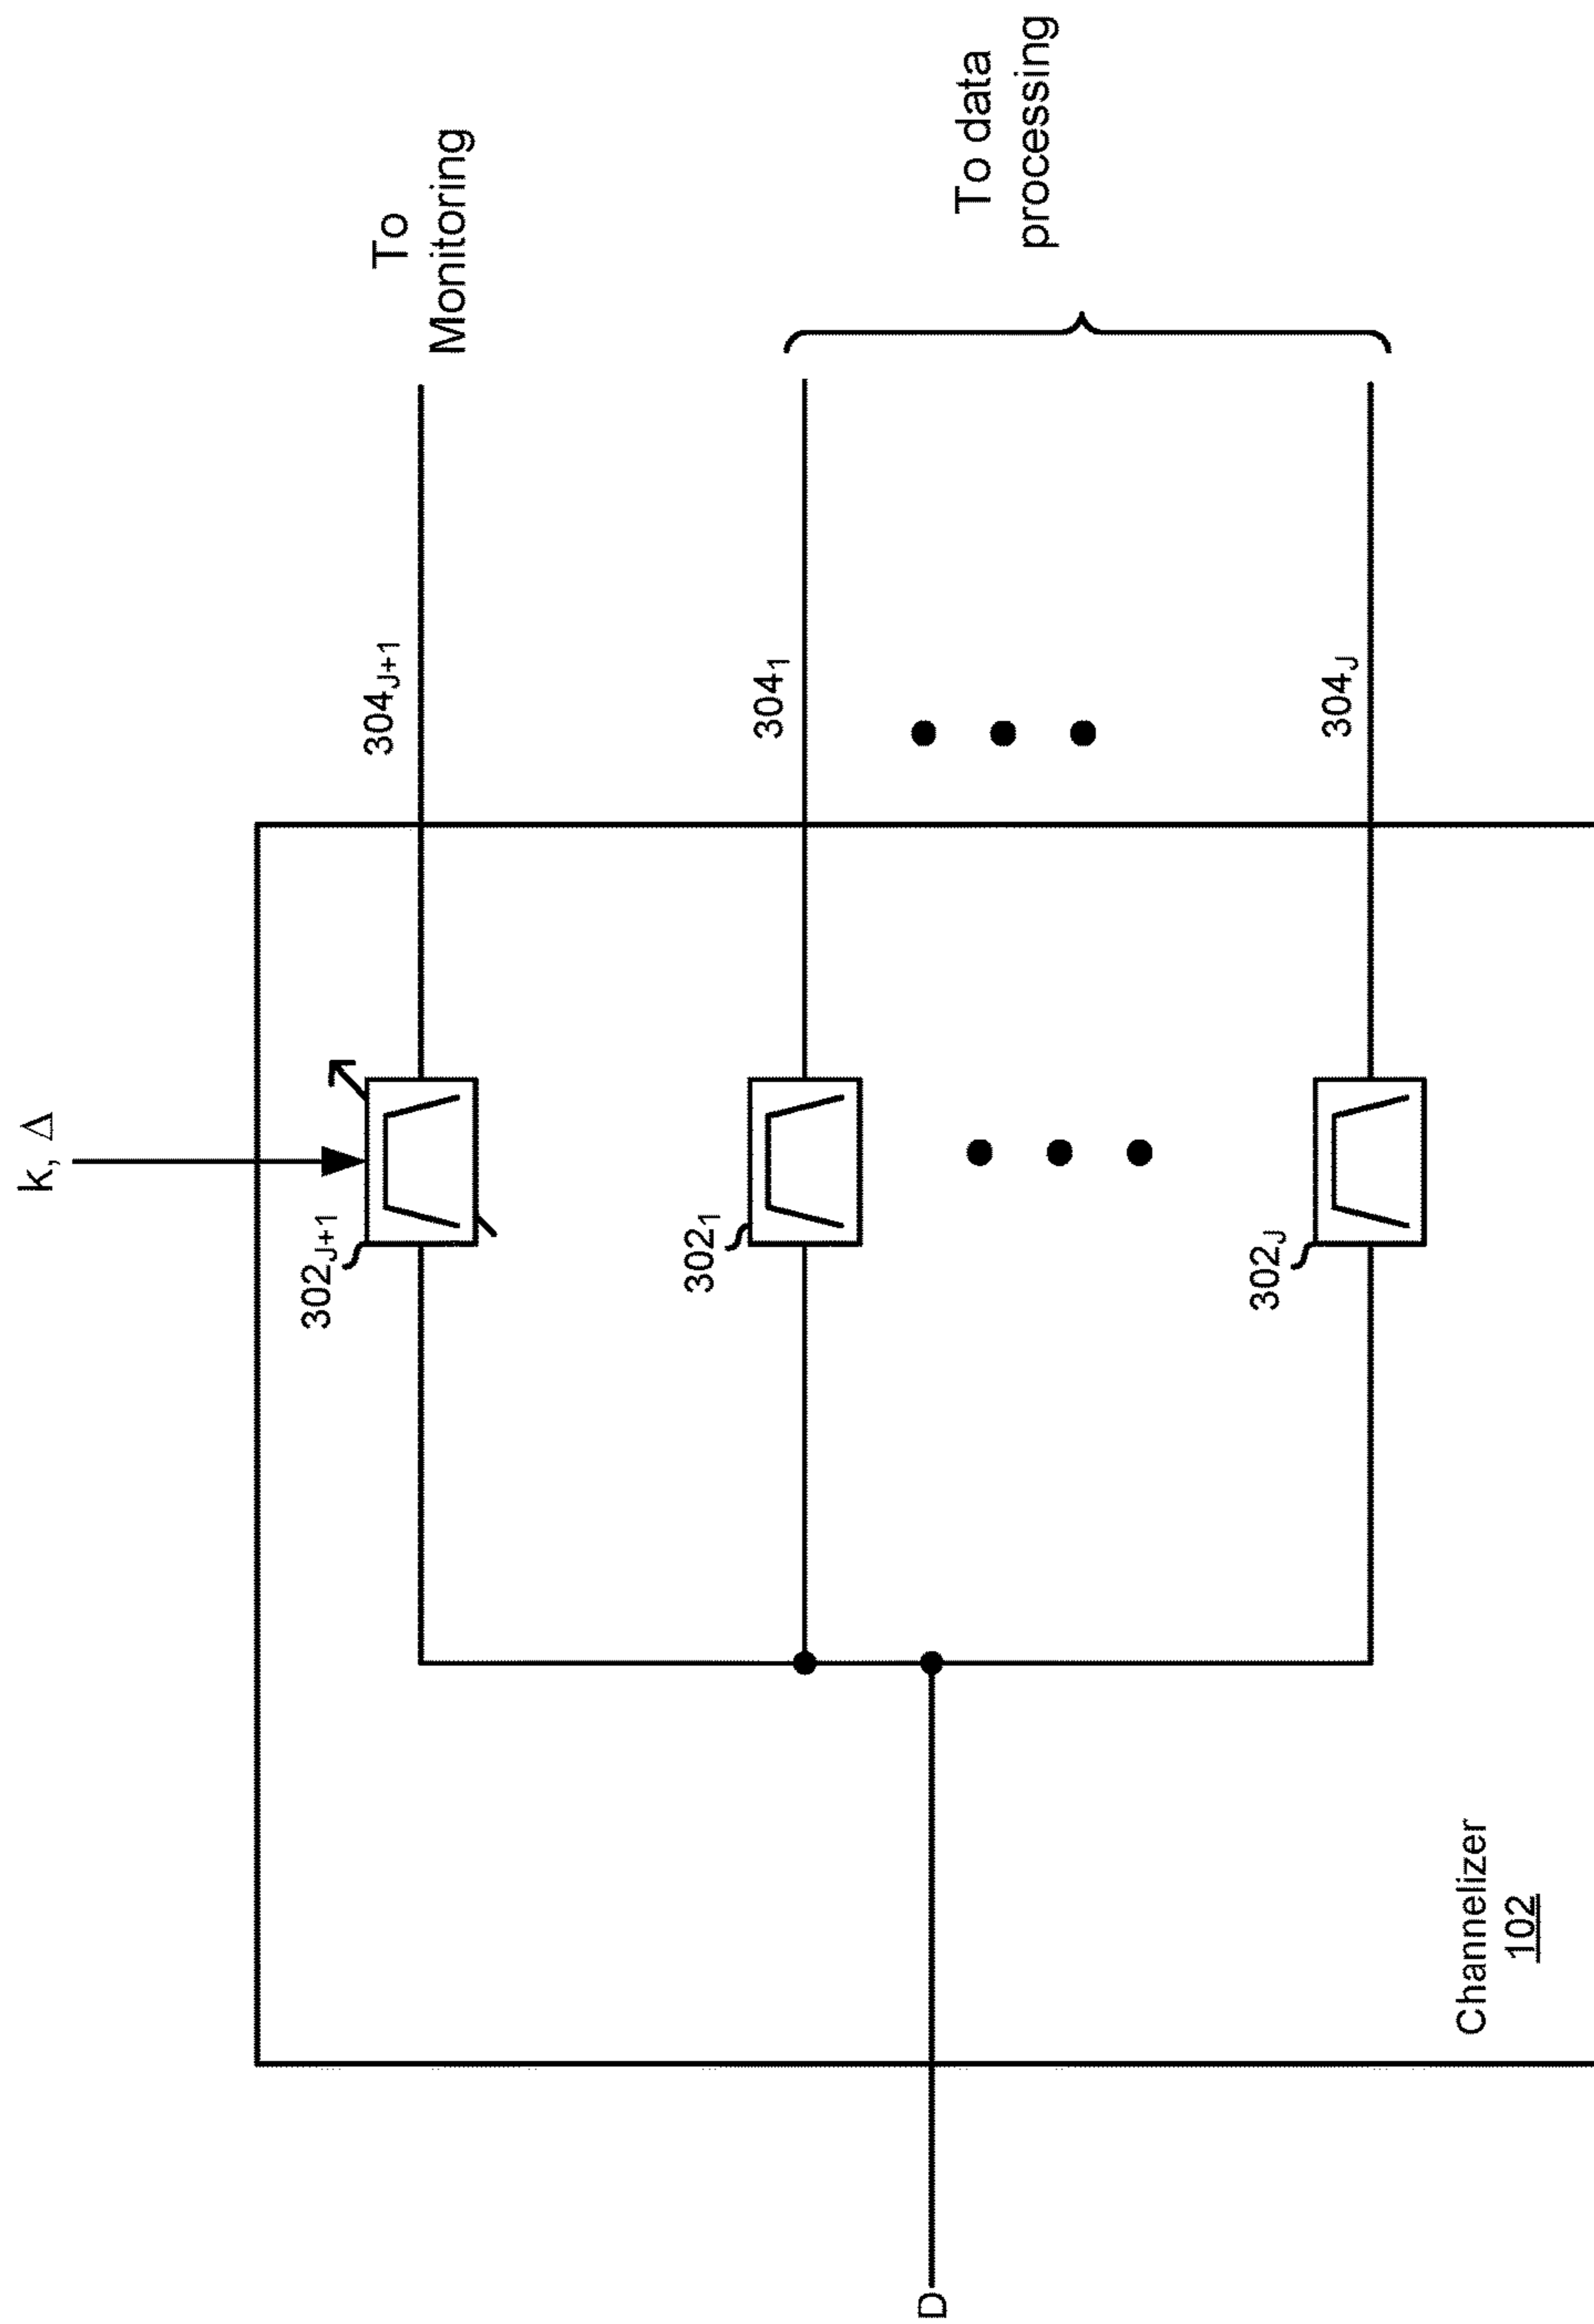 k, Δ
302J+1
304J+1
To
Monitoring
302₁
304₁
To data
processing
D
302J
304J
Channelizer
102